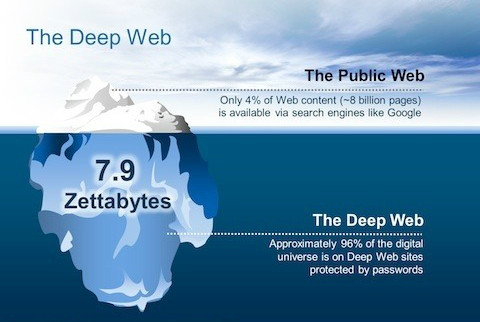 The Deep Web
The Public Web
Only 4% of Web content (~8 billion pages)
is available via search engines like Google
7.9
Zettabytes
The Deep Web
Approximately 96% of the digital
universe is on Deep Web sites
protected by passwords